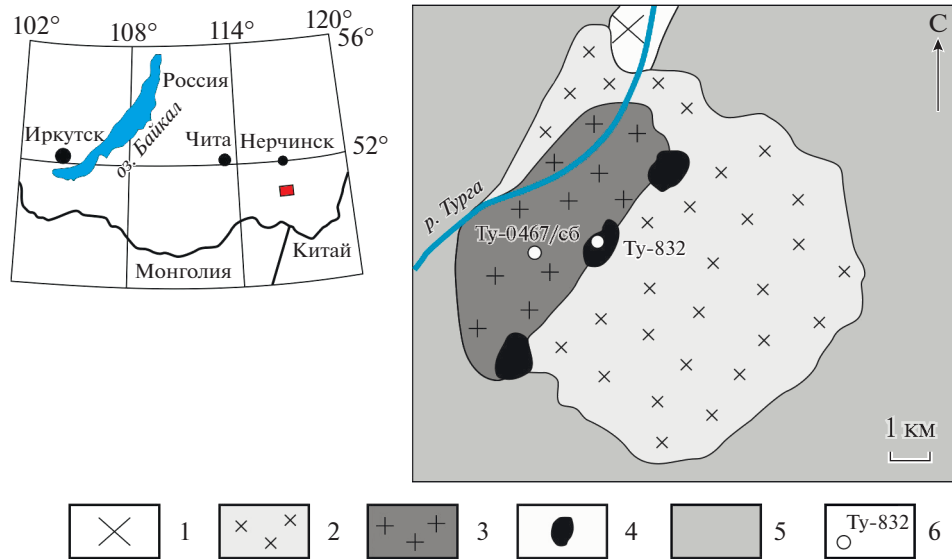 102°
108°
114°
120°
56°
Россия
Иркутск
оз. Байкал
Чита
Нерчинск
52°
Китай
Монголия
С
р. Турга
Ту-0467/сб
Ту-832
1 км
1
2
3
4
5
Ту-832
6